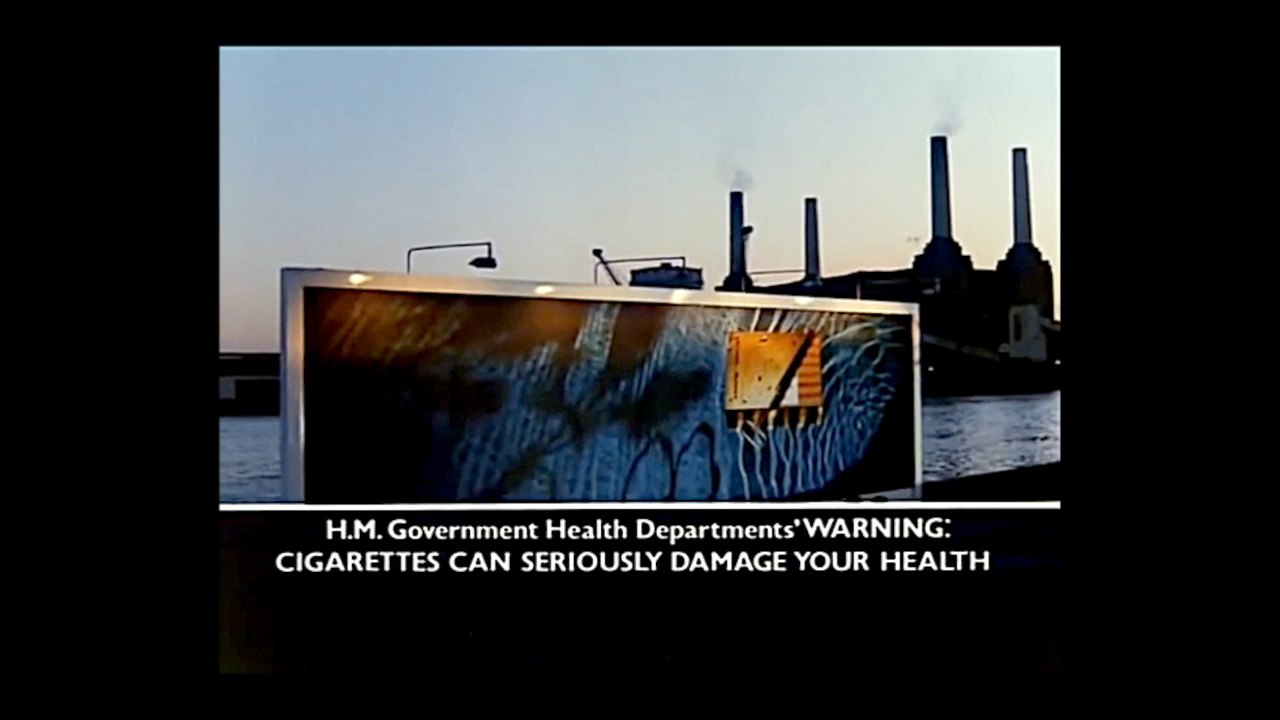 H.M. Government Health Departments' WARNING:
CIGARETTES CAN SERIOUSLY DAMAGE YOUR HEALTH